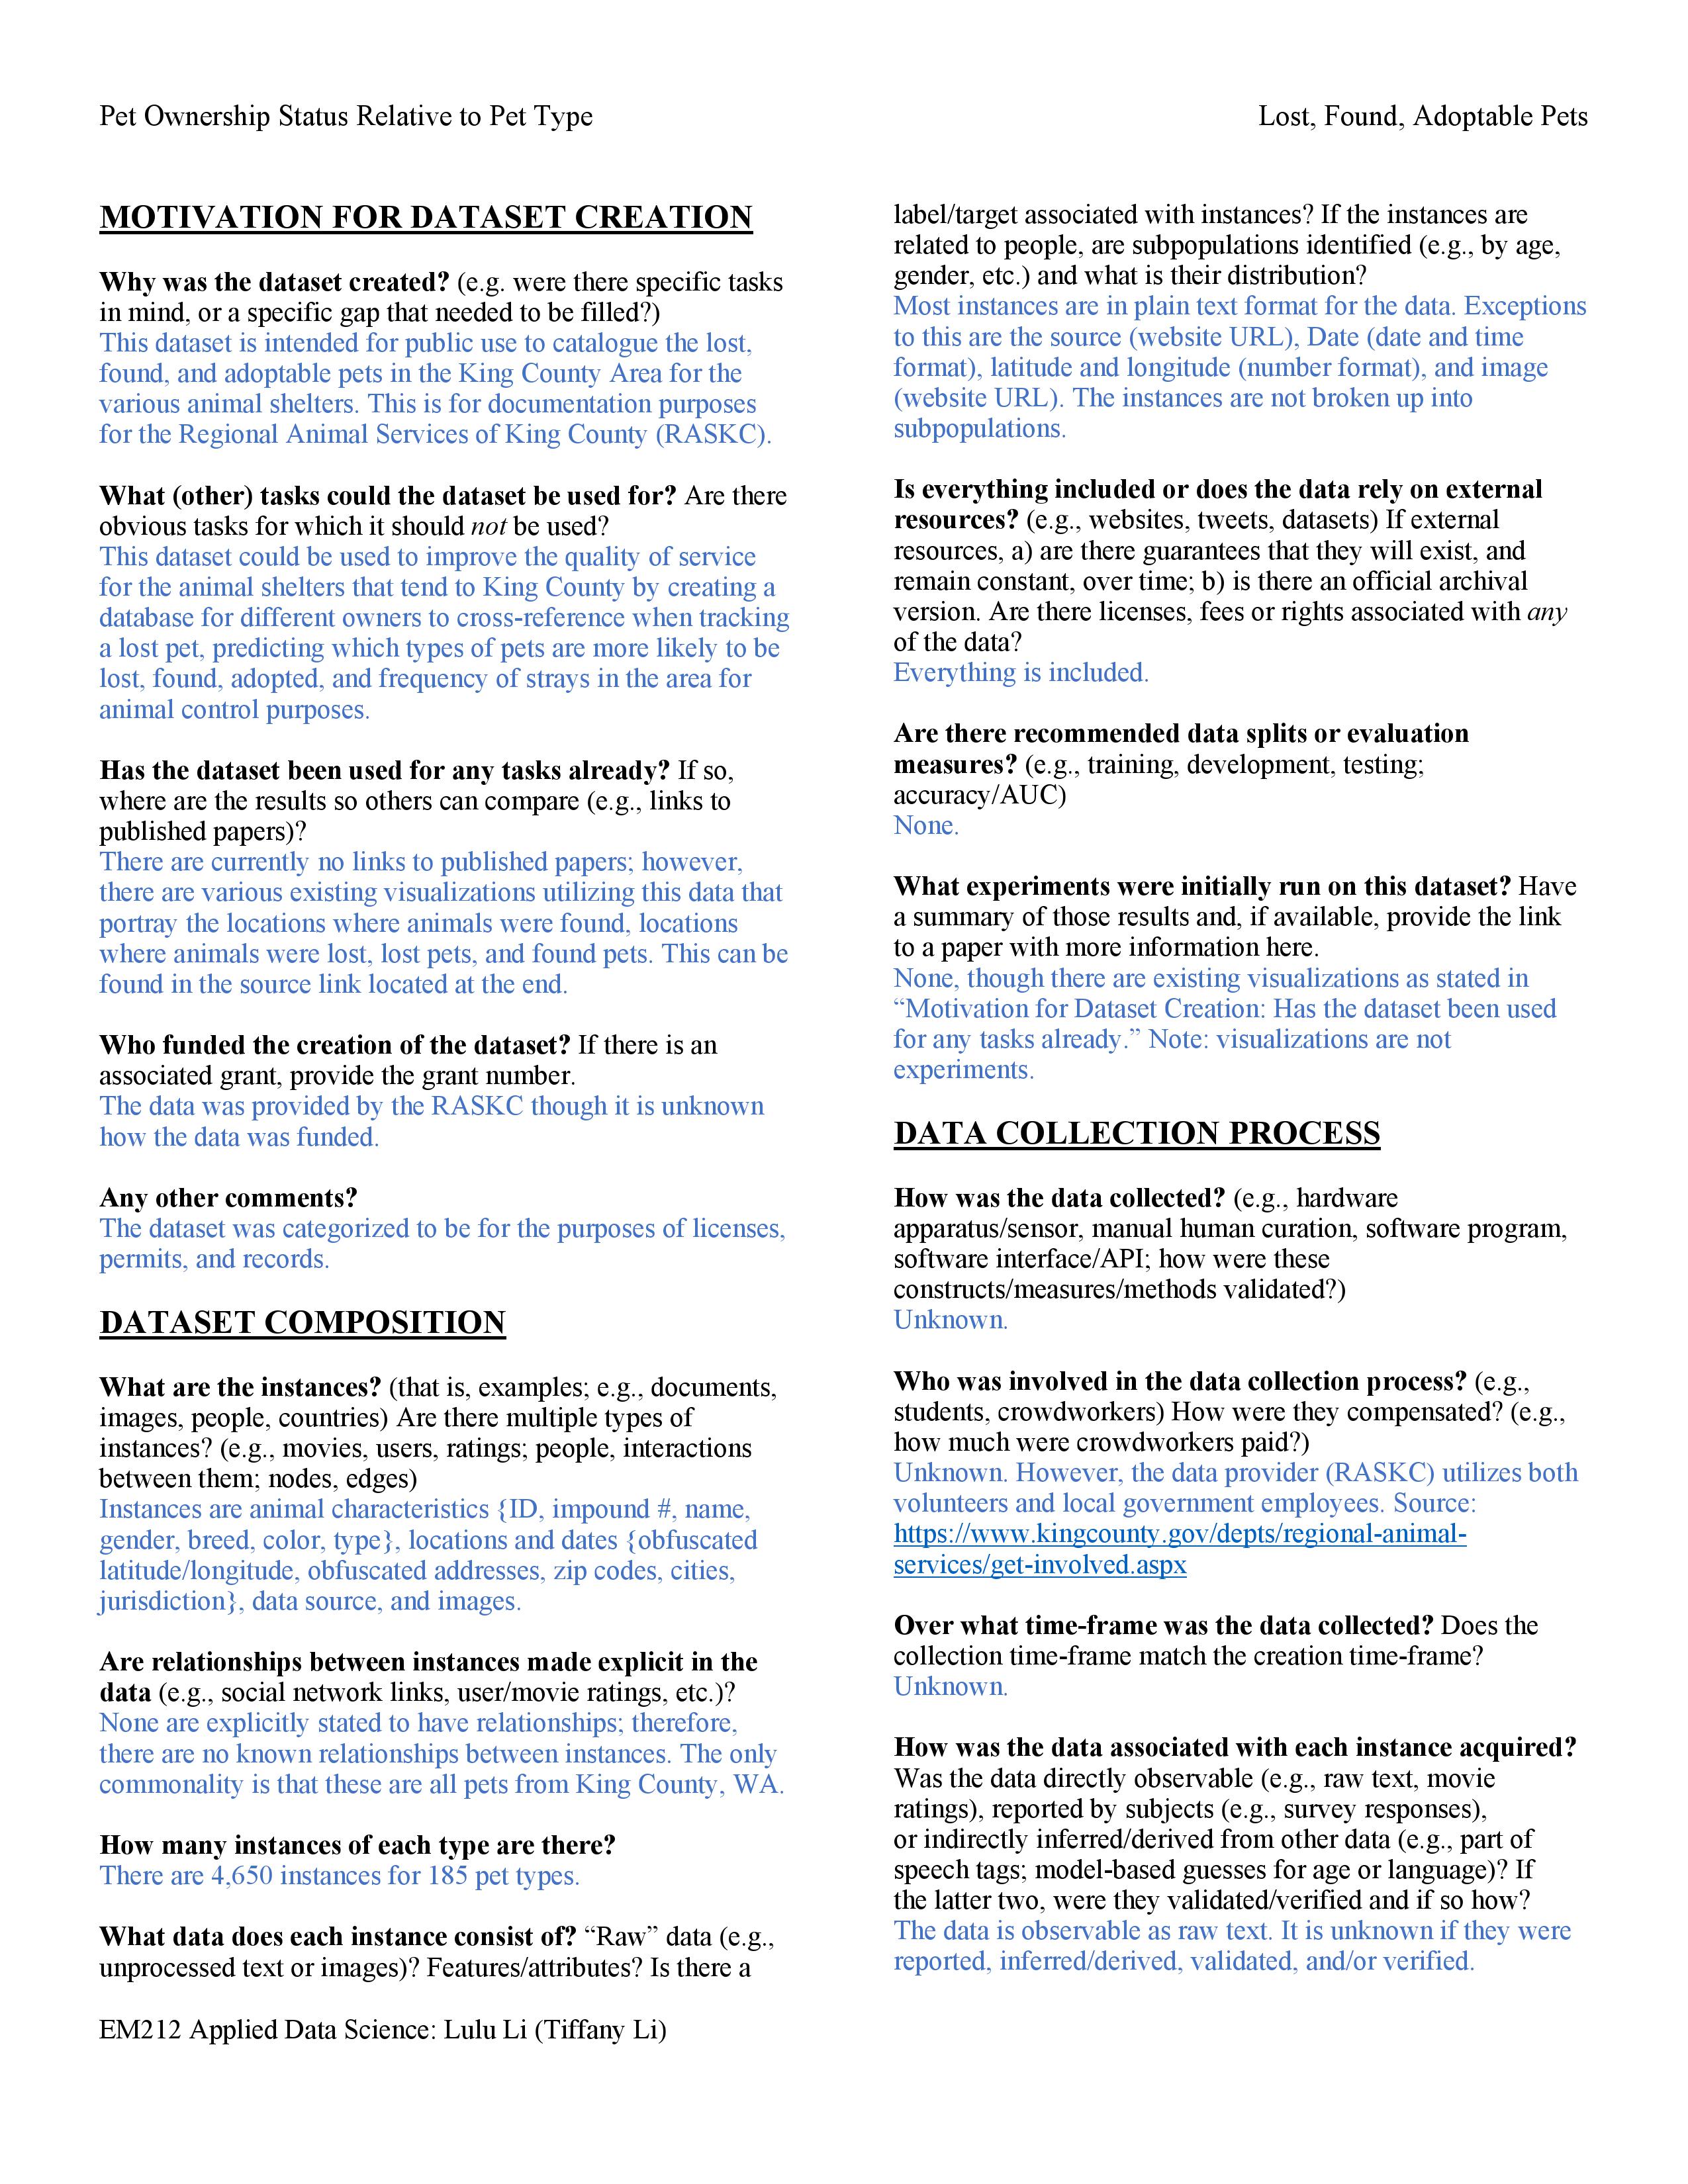 Pet Ownership Status Relative to Pet Type
Lost, Found, Adoptable Pets
MOTIVATION FOR DATASET CREATION
Why was the dataset created? (e.g. were there specific tasks
in mind, or a specific gap that needed to be filled?)
This dataset is intended for public use to catalogue the lost,
found, and adoptable pets in the King County Area for the
various animal shelters. This is for documentation purposes
for the Regional Animal Services of King County (RASKC).
What (other) tasks could the dataset be used for? Are there
obvious tasks for which it should not be used?
This dataset could be used to improve the quality of service
for the animal shelters that tend to King County by creating a
database for different owners to cross-reference when tracking
a lost pet, predicting which types of pets are more likely to be
lost, found, adopted, and frequency of strays in the area for
animal control purposes.
Has the dataset been used for any tasks already? If so,
where are the results so others can compare (e.g., links to
published papers)?
There are currently no links to published papers; however,
there are various existing visualizations utilizing this data that
portray the locations where animals were found, locations
where animals were lost, lost pets, and found pets. This can be
found in the source link located at the end.
Who funded the creation of the dataset? If there is an
associated grant, provide the grant number.
The data was provided by the RASKC though it is unknown
how the data was funded.
Any other comments?
The dataset was categorized to be for the purposes of licenses,
permits, and records.
DATASET COMPOSITION
What are the instances? (that is, examples; e.g., documents,
images, people, countries) Are there multiple types of
instances? (e.g., movies, users, ratings; people, interactions
between them; nodes, edges)
Instances are animal characteristics {ID, impound #, name,
gender, breed, color, type}, locations and dates {obfuscated
latitude/longitude, obfuscated addresses, zip codes, cities,
jurisdiction}, data source, and images.
Are relationships between instances made explicit in the
data (e.g., social network links, user/movie ratings, etc.)?
None are explicitly stated to have relationships; therefore,
there are no known relationships between instances. The only
commonality is that these are all pets from King County, WA.
How many instances of each type are there?
There are 4,650 instances for 185 pet types.
What data does each instance consist of? “Raw” data (e.g.,
unprocessed text or images)? Features/attributes? Is there a
label/target associated with instances? If the instances are
related to people, are subpopulations identified (e.g., by age,
gender, etc.) and what is their distribution?
Most instances are in plain text format for the data. Exceptions
to this are the source (website URL), Date (date and time
format), latitude and longitude (number format), and image
(website URL). The instances are not broken up into
subpopulations.
Is everything included or does the data rely on external
resources? (e.g., websites, tweets, datasets) If external
resources, a) are there guarantees that they will exist, and
remain constant, over time; b) is there an official archival
version. Are there licenses, fees or rights associated with any
of the data?
Everything is included.
Are there recommended data splits or evaluation
measures? (e.g., training, development, testing;
accuracy/AUC)
None.
What experiments were initially run on this dataset? Have
a summary of those results and, if available, provide the link
to a paper with more information here.
None, though there are existing visualizations as stated in
“Motivation for Dataset Creation: Has the dataset been used
for any tasks already.” Note: visualizations are not
experiments.
DATA COLLECTION PROCESS
How was the data collected? (e.g., hardware
apparatus/sensor, manual human curation, software program,
software interface/API; how were these
constructs/measures/methods validated?)
Unknown.
Who was involved in the data collection process? (e.g.,
students, crowdworkers) How were they compensated? (e.g.,
how much were crowdworkers paid?)
Unknown. However, the data provider (RASKC) utilizes both
volunteers and local government employees. Source:
https://www.kingcounty.gov/depts/regional-animal-
services/get-involved.aspx
Over what time-frame was the data collected? Does the
collection time-frame match the creation time-frame?
Unknown.
How was the data associated with each instance acquired?
Was the data directly observable (e.g., raw text, movie
ratings), reported by subjects (e.g., survey responses),
or indirectly inferred/derived from other data (e.g., part of
speech tags; model-based guesses for age or language)? If
the latter two, were they validated/verified and if so how?
The data is observable as raw text. It is unknown if they were
reported, inferred/derived, validated, and/or verified.
EM212 Applied Data Science: Lulu Li (Tiffany Li)